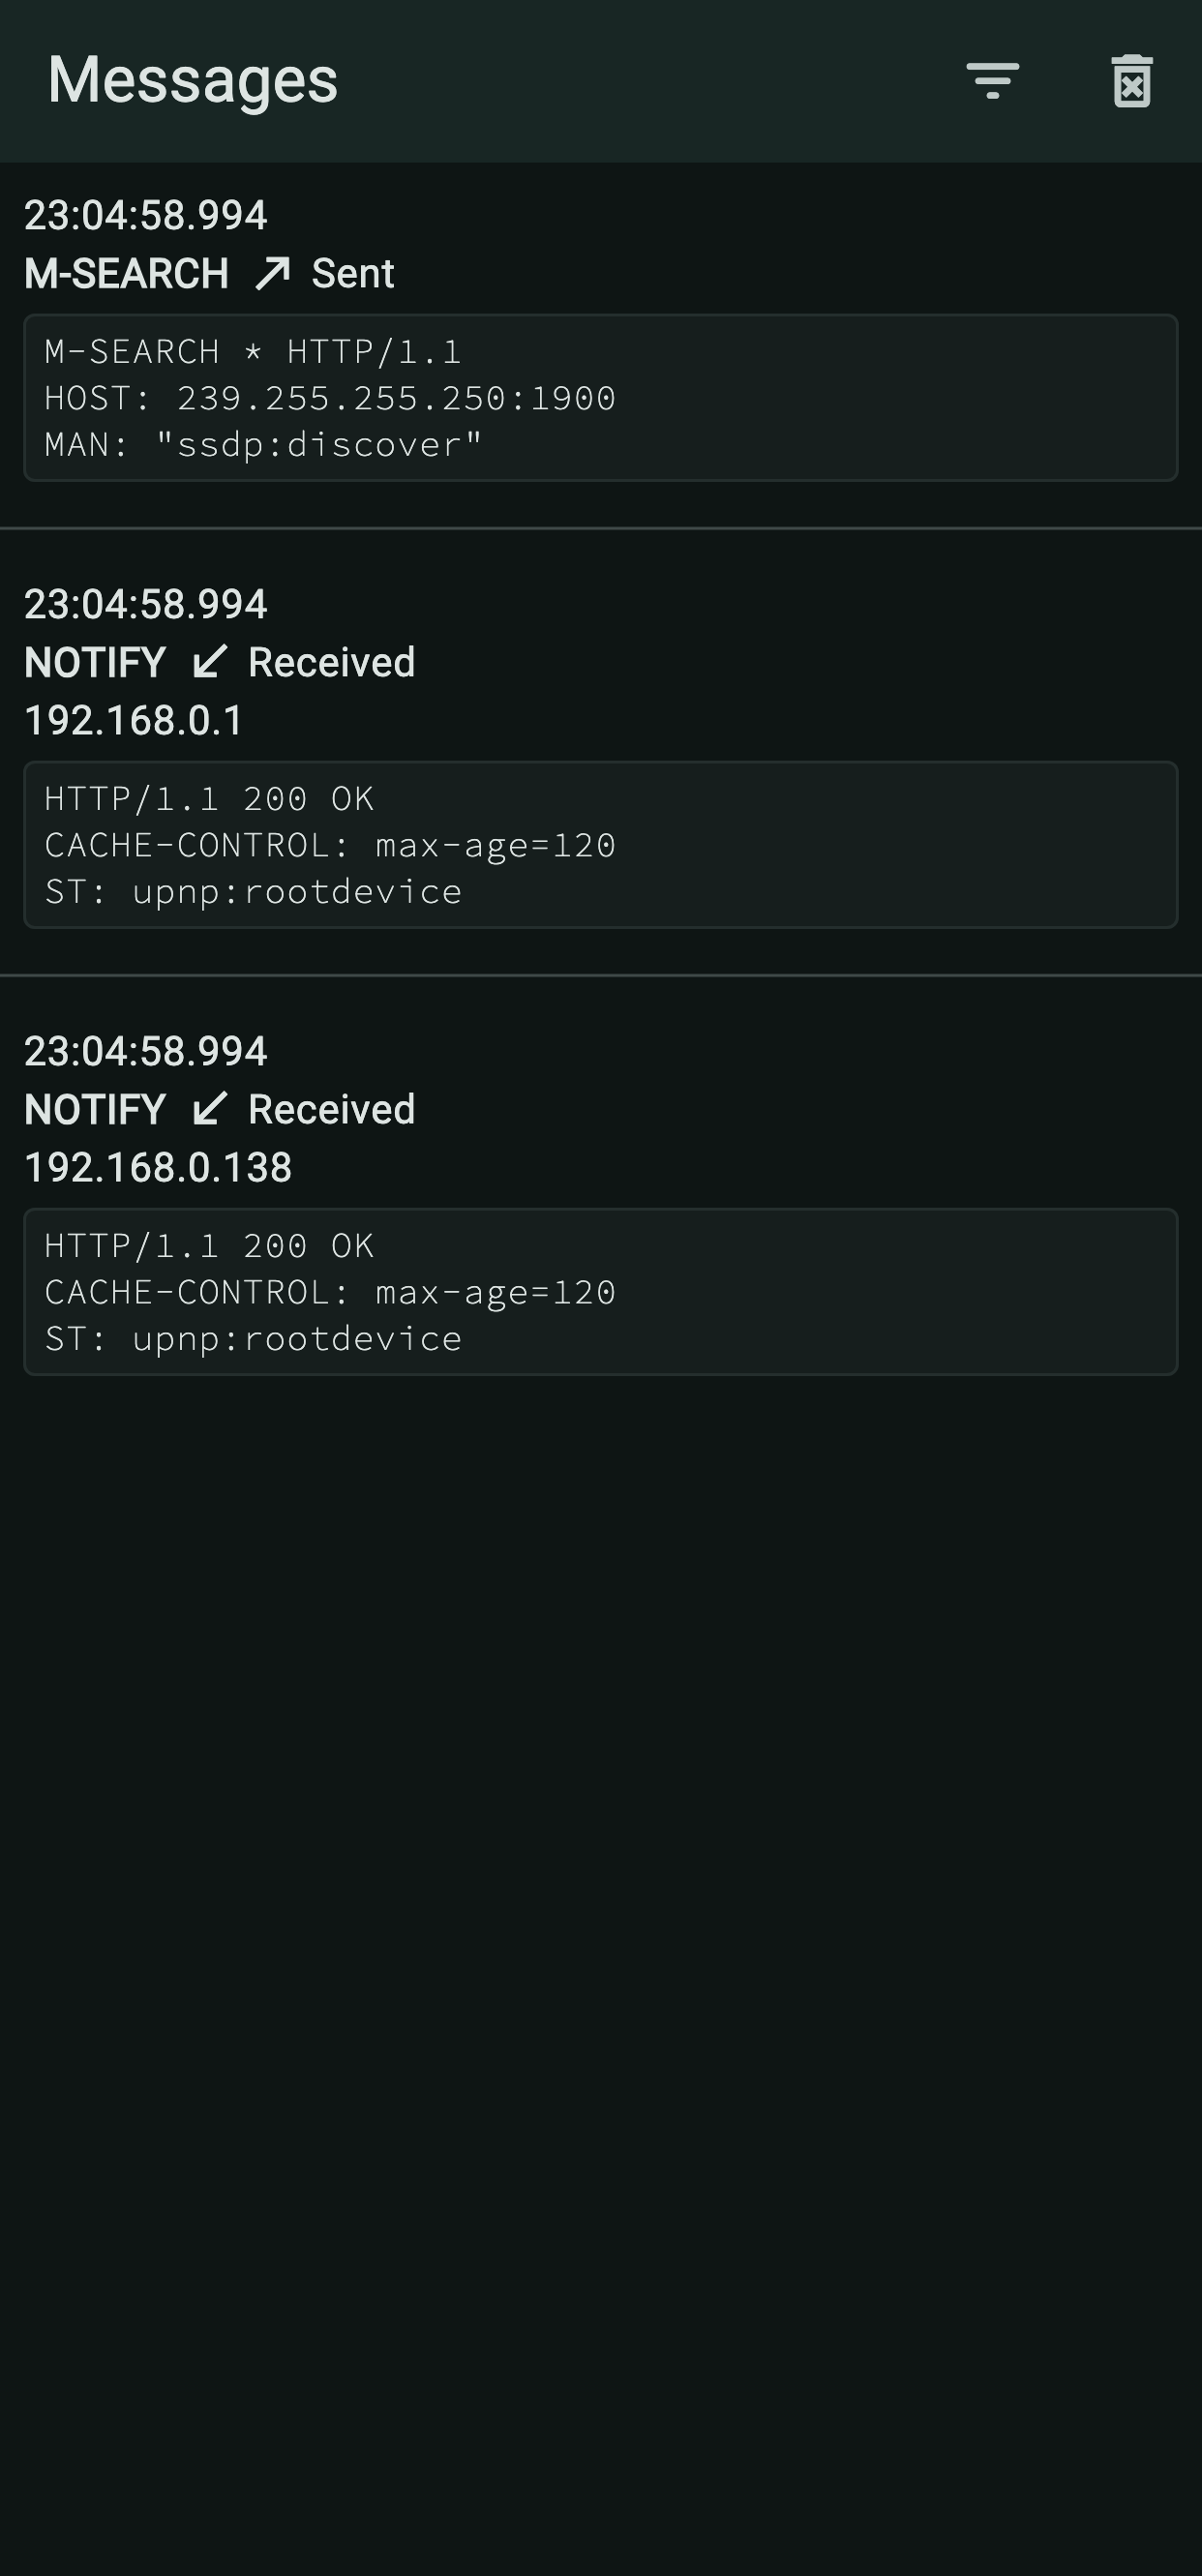 Messages
23:04:58.994
M-SEARCH Sent
M-SEARCH * HTTP/1.1
HOST: 239.255.255.250:1900
MAN: "ssdp:discover"
23:04:58.994
NOTIFY Received
192.168.0.1
HTTP/1.1 200 OK
CACHE-CONTROL: max-age=120
ST: upnp:rootdevice
23:04:58.994
NOTIFY Received
192.168.0.138
HTTP/1.1 200 OK
CACHE-CONTROL: max-age=120
ST: upnp:rootdevice